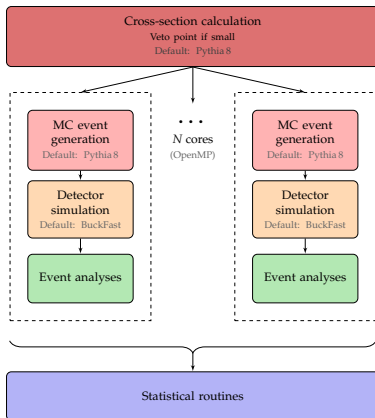 Cross-section calculation
Veto point if small
Default: Pythia 8
MC event
generation
Default: Pythia 8
Detector
simulation
Default: BuckFast
Event analyses
...
N cores
(OpenMP)
MC event
generation
Default: Pythia 8
Detector
simulation
Default: BuckFast
Event analyses
Statistical routines